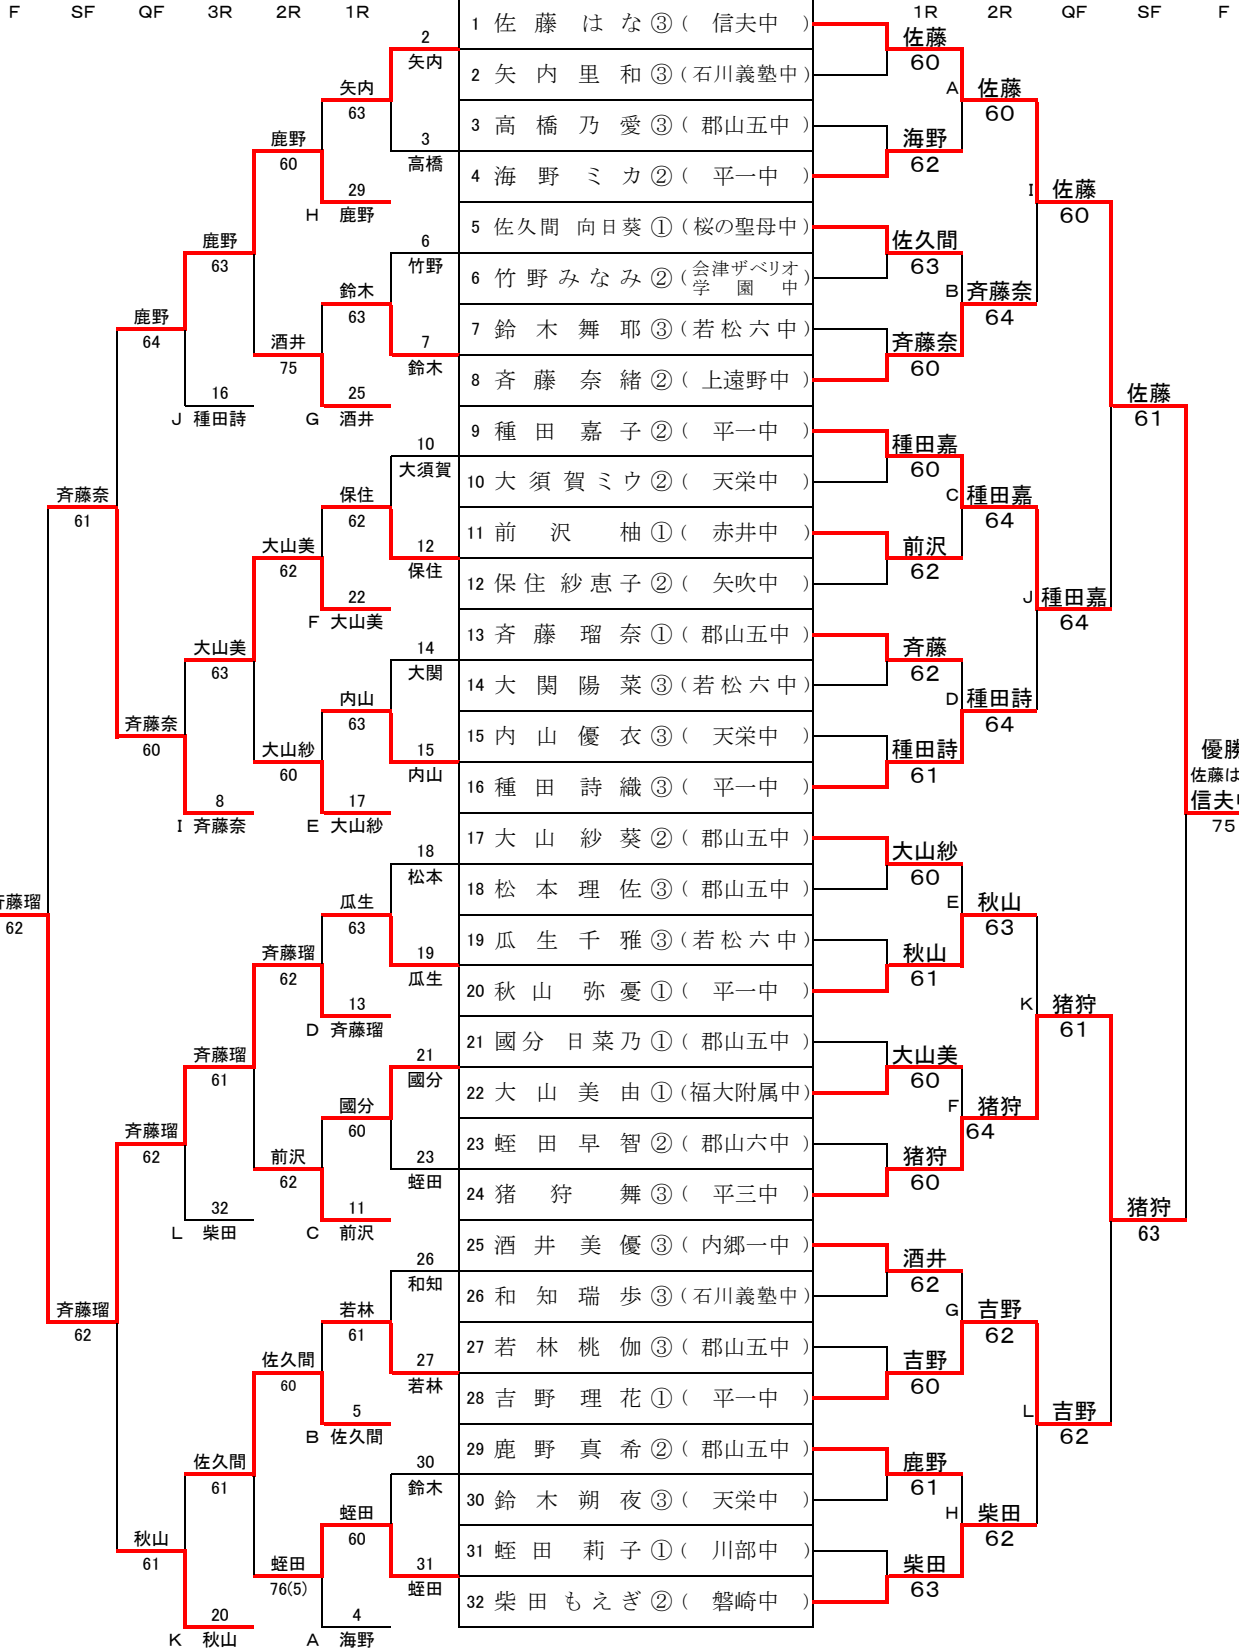 F SF QF 3R 2R 1R
1R 2R QF SF F
1 佐藤はな③(信夫中)
2 矢内里和③(石川義塾中)
3 高橋乃愛③(郡山五中)
4 海野ミカ②(平一中)
5 佐久間向日葵①(桜の聖母中)
6 竹野みなみ②(会津ザベリオ学園中)
7 鈴木舞耶③(若松六中)
8 斉藤奈緒②(上遠野中)
9 種田嘉子②(平一中)
10 大須賀ミウ②(天栄中)
11 前沢柚①(赤井中)
12 保住紗恵子②(矢吹中)
13 斉藤瑠奈①(郡山五中)
14 大関陽菜③(若松六中)
15 内山優衣③(天栄中)
16 種田詩織③(平一中)
17 大山紗葵②(郡山五中)
18 松本理佐③(郡山五中)
19 瓜生千雅③(若松六中)
20 秋山弥憂①(平一中)
21 國分日菜乃①(郡山五中)
22 大山美由①(福大附属中)
23 蛭田早智②(郡山六中)
24 猪狩舞③(平三中)
25 酒井美優③(内郷一中)
26 和知瑞歩③(石川義塾中)
27 若林桃伽③(郡山五中)
28 吉野理花①(平一中)
29 鹿野真希②(郡山五中)
30 鈴木朔夜③(天栄中)
31 蛭田莉子①(川部中)
32 柴田もえぎ②(磐崎中)
2
矢内
3
高橋
6
竹野
7
鈴木
10
大須賀
12
保住
14
大関
15
内山
18
松本
19
瓜生
21
國分
23
蛭田
26
和知
27
若林
30
鈴木
31
蛭田
矢内
63
29
H 鹿野
鈴木
63
25
G 酒井
保住
62
22
F 大山美
内山
63
17
E 大山紗
瓜生
63
13
D 斉藤瑠
國分
60
11
C 前沢
若林
61
5
B 佐久間
蛭田
60
4
A 海野
鹿野
60
酒井
75
大山美
62
大山紗
60
斉藤瑠
62
前沢
62
佐久間
60
蛭田
76(5)
鹿野
63
16
J 種田詩
大山美
63
8
I 斉藤奈
斉藤瑠
61
32
L 柴田
佐久間
61
20
K 秋山
鹿野
64
斉藤奈
60
斉藤瑠
62
秋山
61
斉藤奈
61
斉藤瑠
62
斉藤瑠
62
佐藤
60
海野
62
佐久間
63
斉藤奈
60
種田嘉
60
前沢
62
斉藤
62
種田詩
61
大山紗
60
秋山
61
大山美
60
猪狩
60
酒井
62
吉野
60
鹿野
61
柴田
63
A 佐藤
60
B 斉藤奈
64
C 種田嘉
64
D 種田詩
64
E 秋山
63
F 猪狩
64
G 吉野
62
H 柴田
62
I 佐藤
60
J 種田嘉
64
K 猪狩
61
L 吉野
62
佐藤
61
猪狩
63
優勝
佐藤は
信夫中
75